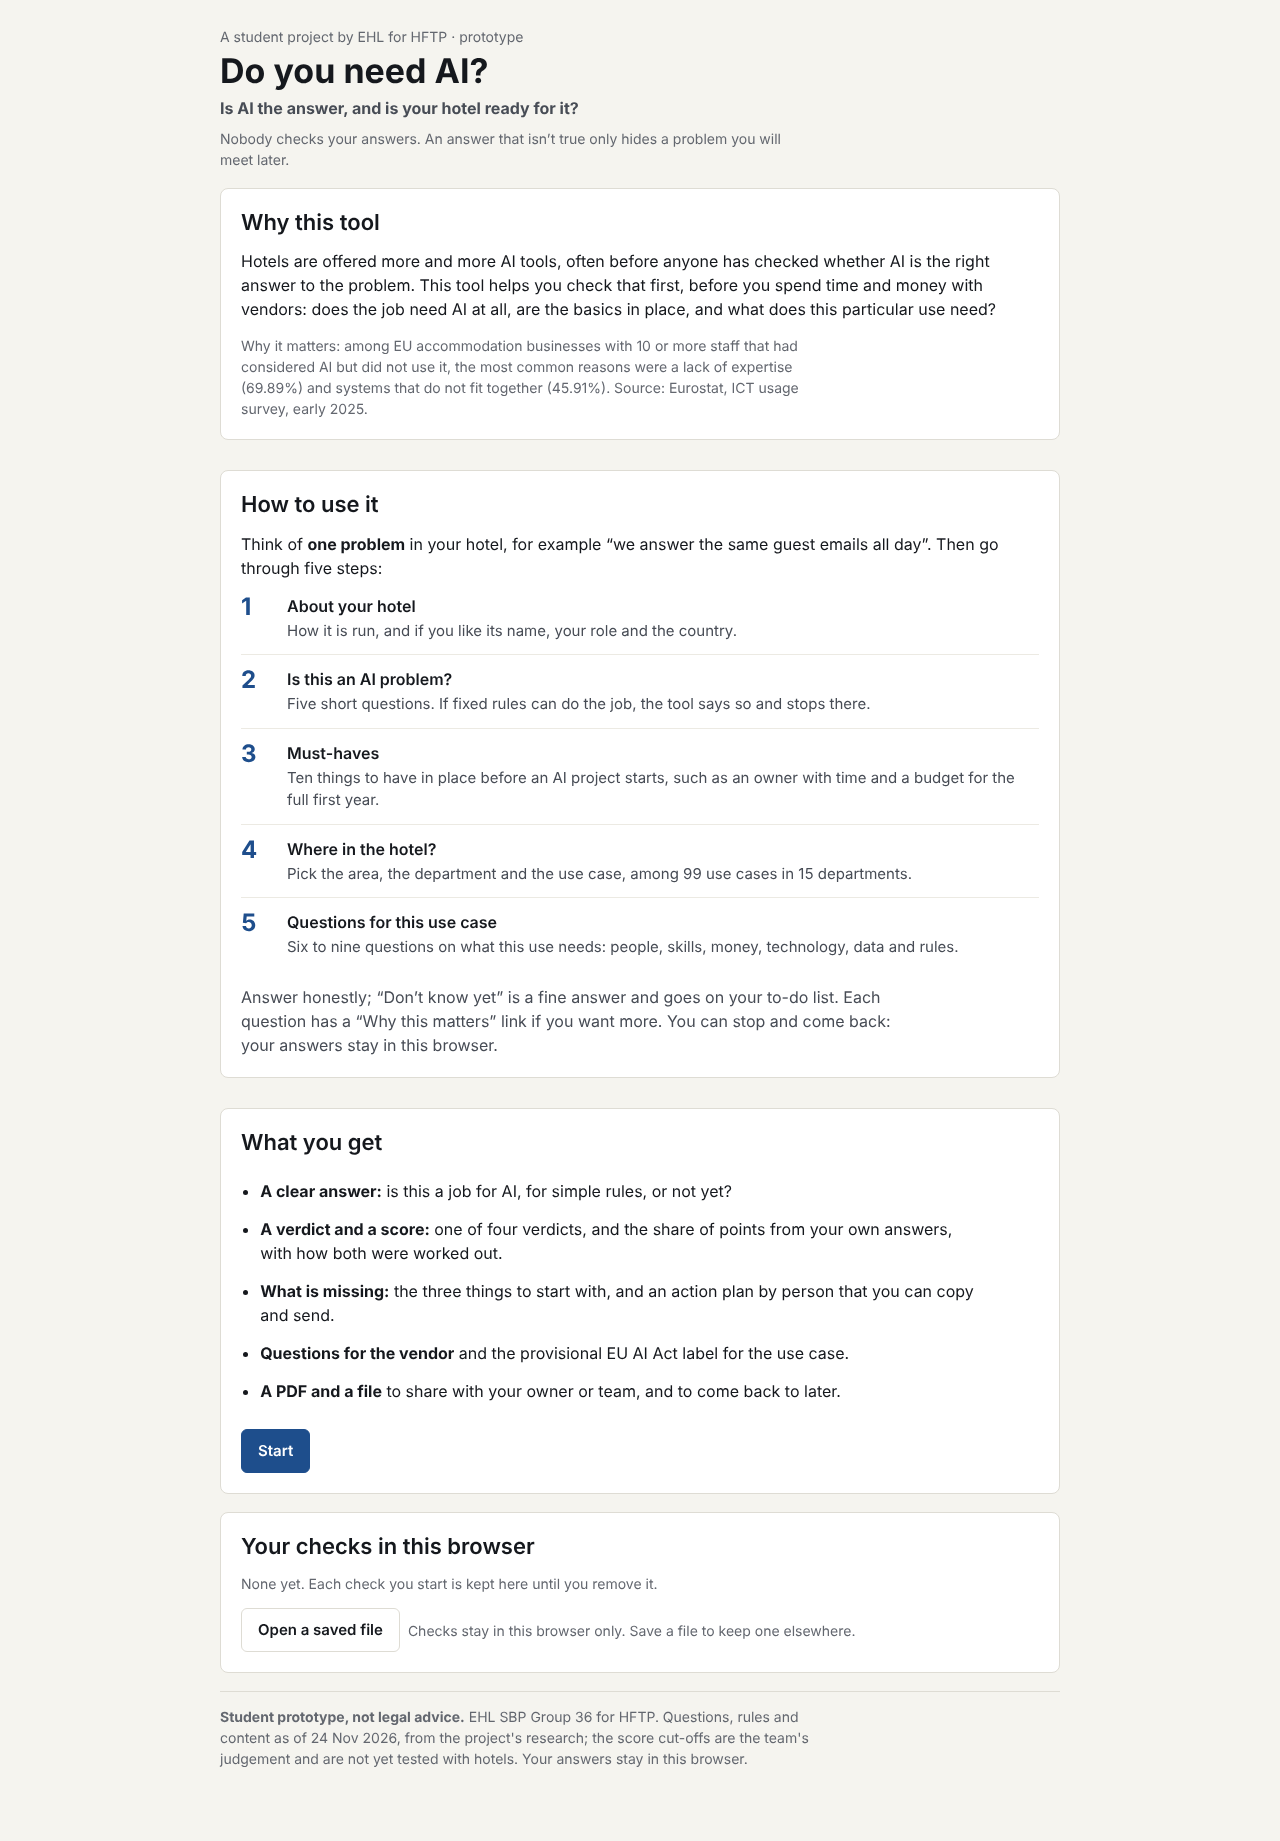 A student project by EHL for HFTP · prototype
Do you need AI?
Is AI the answer, and is your hotel ready for it?
Nobody checks your answers. An answer that isn’t true only hides a problem you will
meet later.
Why this tool
Hotels are offered more and more AI tools, often before anyone has checked whether AI is the right
answer to the problem. This tool helps you check that first, before you spend time and money with
vendors: does the job need AI at all, are the basics in place, and what does this particular use need?
Why it matters: among EU accommodation businesses with 10 or more staff that had
considered AI but did not use it, the most common reasons were a lack of expertise
(69.89%) and systems that do not fit together (45.91%). Source: Eurostat, ICT usage
survey, early 2025.
How to use it
Think of one problem in your hotel, for example “we answer the same guest emails all day”. Then go
through five steps:
1 About your hotel
How it is run, and if you like its name, your role and the country.
2 Is this an AI problem?
Five short questions. If fixed rules can do the job, the tool says so and stops there.
3 Must-haves
Ten things to have in place before an AI project starts, such as an owner with time and a budget for the
full first year.
4 Where in the hotel?
Pick the area, the department and the use case, among 99 use cases in 15 departments.
5 Questions for this use case
Six to nine questions on what this use needs: people, skills, money, technology, data and rules.
Answer honestly; “Don’t know yet” is a fine answer and goes on your to-do list. Each
question has a “Why this matters” link if you want more. You can stop and come back:
your answers stay in this browser.
What you get
• A clear answer: is this a job for AI, for simple rules, or not yet?
• A verdict and a score: one of four verdicts, and the share of points from your own answers,
with how both were worked out.
• What is missing: the three things to start with, and an action plan by person that you can copy
and send.
• Questions for the vendor and the provisional EU AI Act label for the use case.
• A PDF and a file to share with your owner or team, and to come back to later.
Start
Your checks in this browser
None yet. Each check you start is kept here until you remove it.
Open a saved file Checks stay in this browser only. Save a file to keep one elsewhere.
Student prototype, not legal advice. EHL SBP Group 36 for HFTP. Questions, rules and
content as of 24 Nov 2026, from the project's research; the score cut-offs are the team's
judgement and are not yet tested with hotels. Your answers stay in this browser.